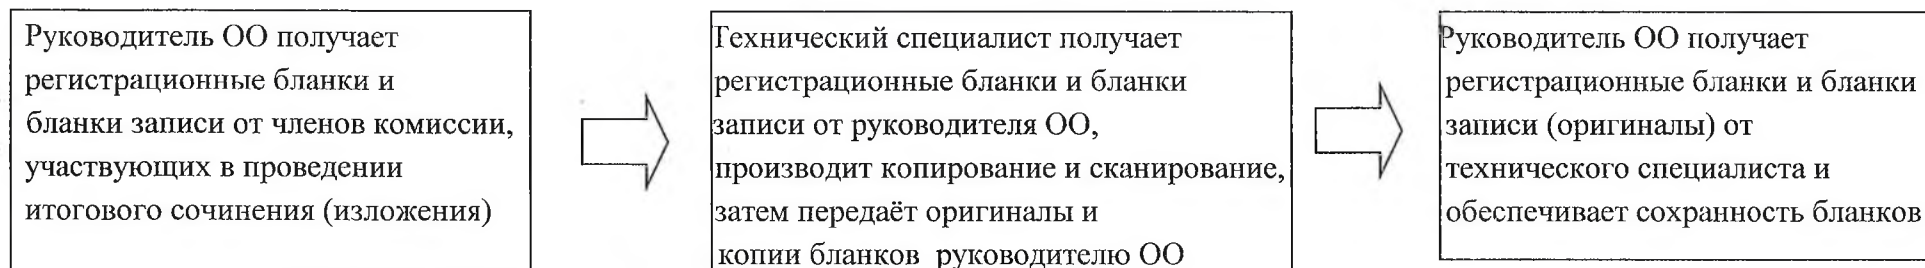 Руководитель ОО получает
регистрационные бланки и
бланки записи от членов комиссии,
участвующих в проведении
итогового сочинения (изложения)
Технический специалист получает
регистрационные бланки и бланки
записи от руководителя ОО,
производит копирование и сканирование,
затем передаёт оригиналы и
копии бланков руководителю ОО
Руководитель ОО получает
регистрационные бланки и бланки
записи (оригиналы) от
технического специалиста и
обеспечивает сохранность бланков